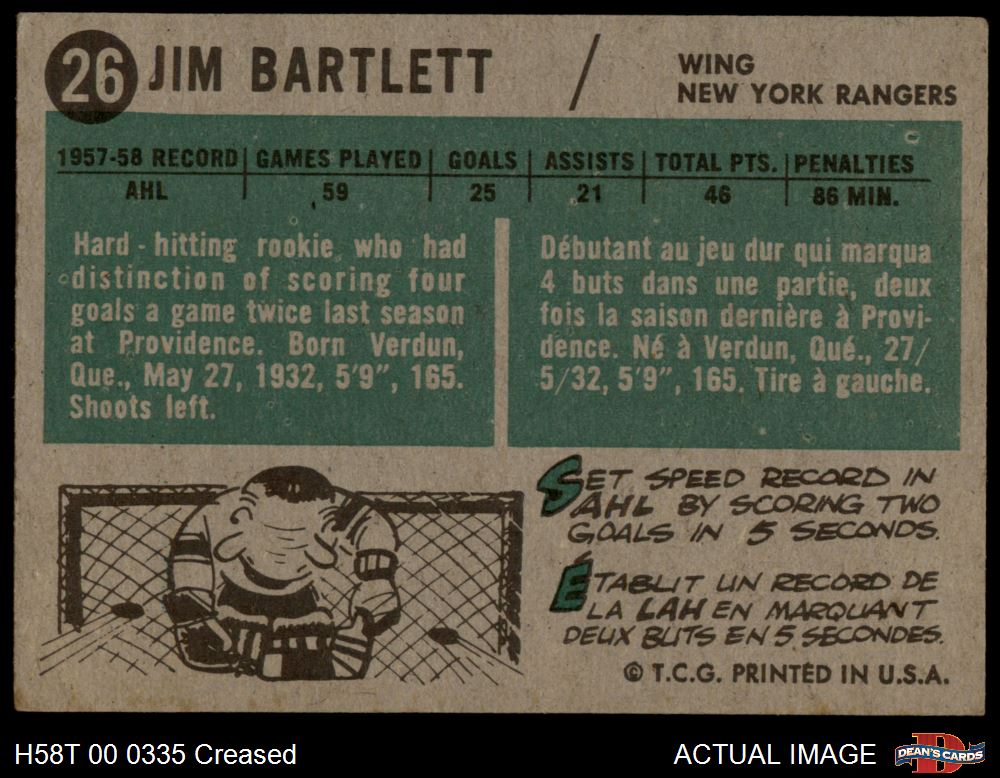 26 JIM BARTLETT / WING
NEW YORK RANGERS
1957-58 RECORD GAMES PLAYED GOALS ASSISTS TOTAL PTS. PENALTIES
AHL 59 25 21 46 86 MIN.
Hard-hitting rookie who had
distinction of scoring four
goals a game twice last season
at Providence. Born Verdun,
Que., May 27, 1932, 5'9", 165.
Shoots left.
Débutant au jeu dur qui marqua
4 buts dans une partie, deux
fois la saison dernière à Provi-
dence. Né à Verdun, Qué., 27/
5/32, 5'9", 165. Tire à gauche.
SET SPEED RECORD IN
AHL BY SCORING TWO
GOALS IN 5 SECONDS.
ÉTABLIT UN RECORD DE
LA LAH EN MARQUANT
DEUX BUTS EN 5 SECONDES.
© T.C.G. PRINTED IN U.S.A.
H58T 00 0335 Creased
ACTUAL IMAGE
DEAN'S CARDS